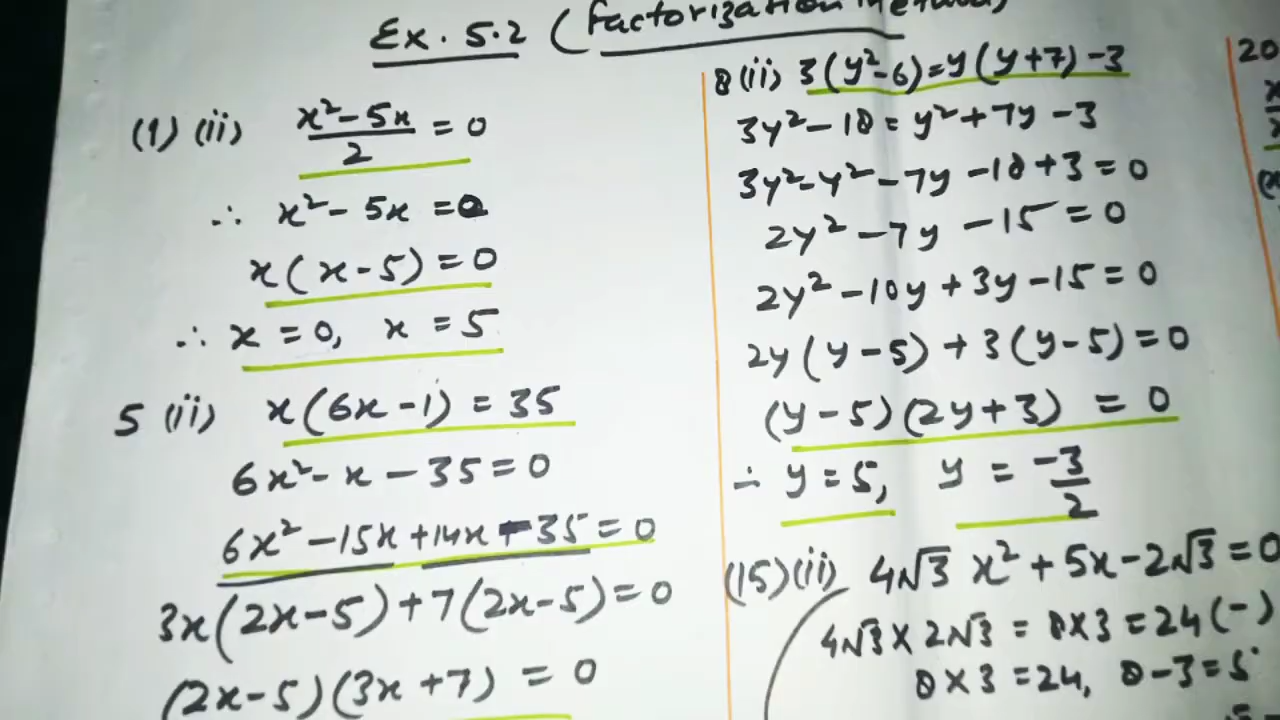 Ex. 5.2 (Factorization Method)
(1) (ii) (x² - 5x)/2 = 0
∴ x² - 5x = 0
x(x - 5) = 0
∴ x = 0, x = 5
5 (ii) x(6x - 1) = 35
6x² - x - 35 = 0
6x² - 15x + 14x - 35 = 0
3x(2x - 5) + 7(2x - 5) = 0
(2x - 5)(3x + 7) = 0
8 (ii) 3(y² - 6) = y(y + 7) - 3
3y² - 18 = y² + 7y - 3
3y² - y² - 7y - 18 + 3 = 0
2y² - 7y - 15 = 0
2y² - 10y + 3y - 15 = 0
2y(y - 5) + 3(y - 5) = 0
(y - 5)(2y + 3) = 0
∴ y = 5, y = -3/2
(15)(ii) 4√3 x² + 5x - 2√3 = 0
4√3 × 2√3 = 8 × 3 = 24 (-)
8 × 3 = 24, 8 - 3 = 5
20